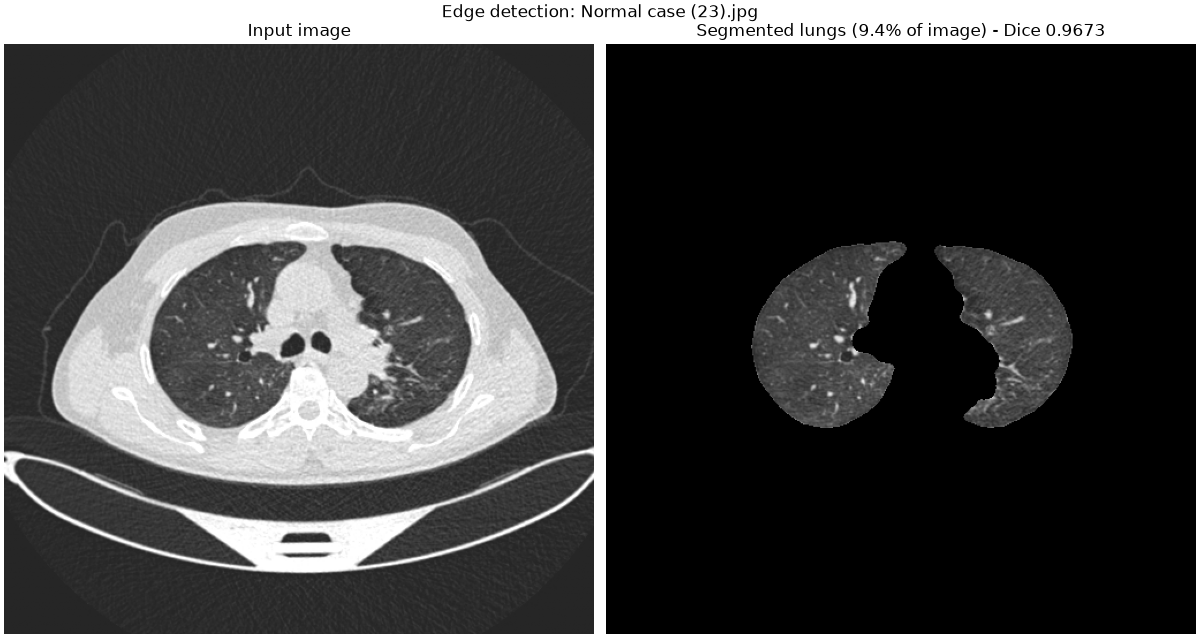 Edge detection: Normal case (23).jpg
Input image
Segmented lungs (9.4% of image) - Dice 0.9673